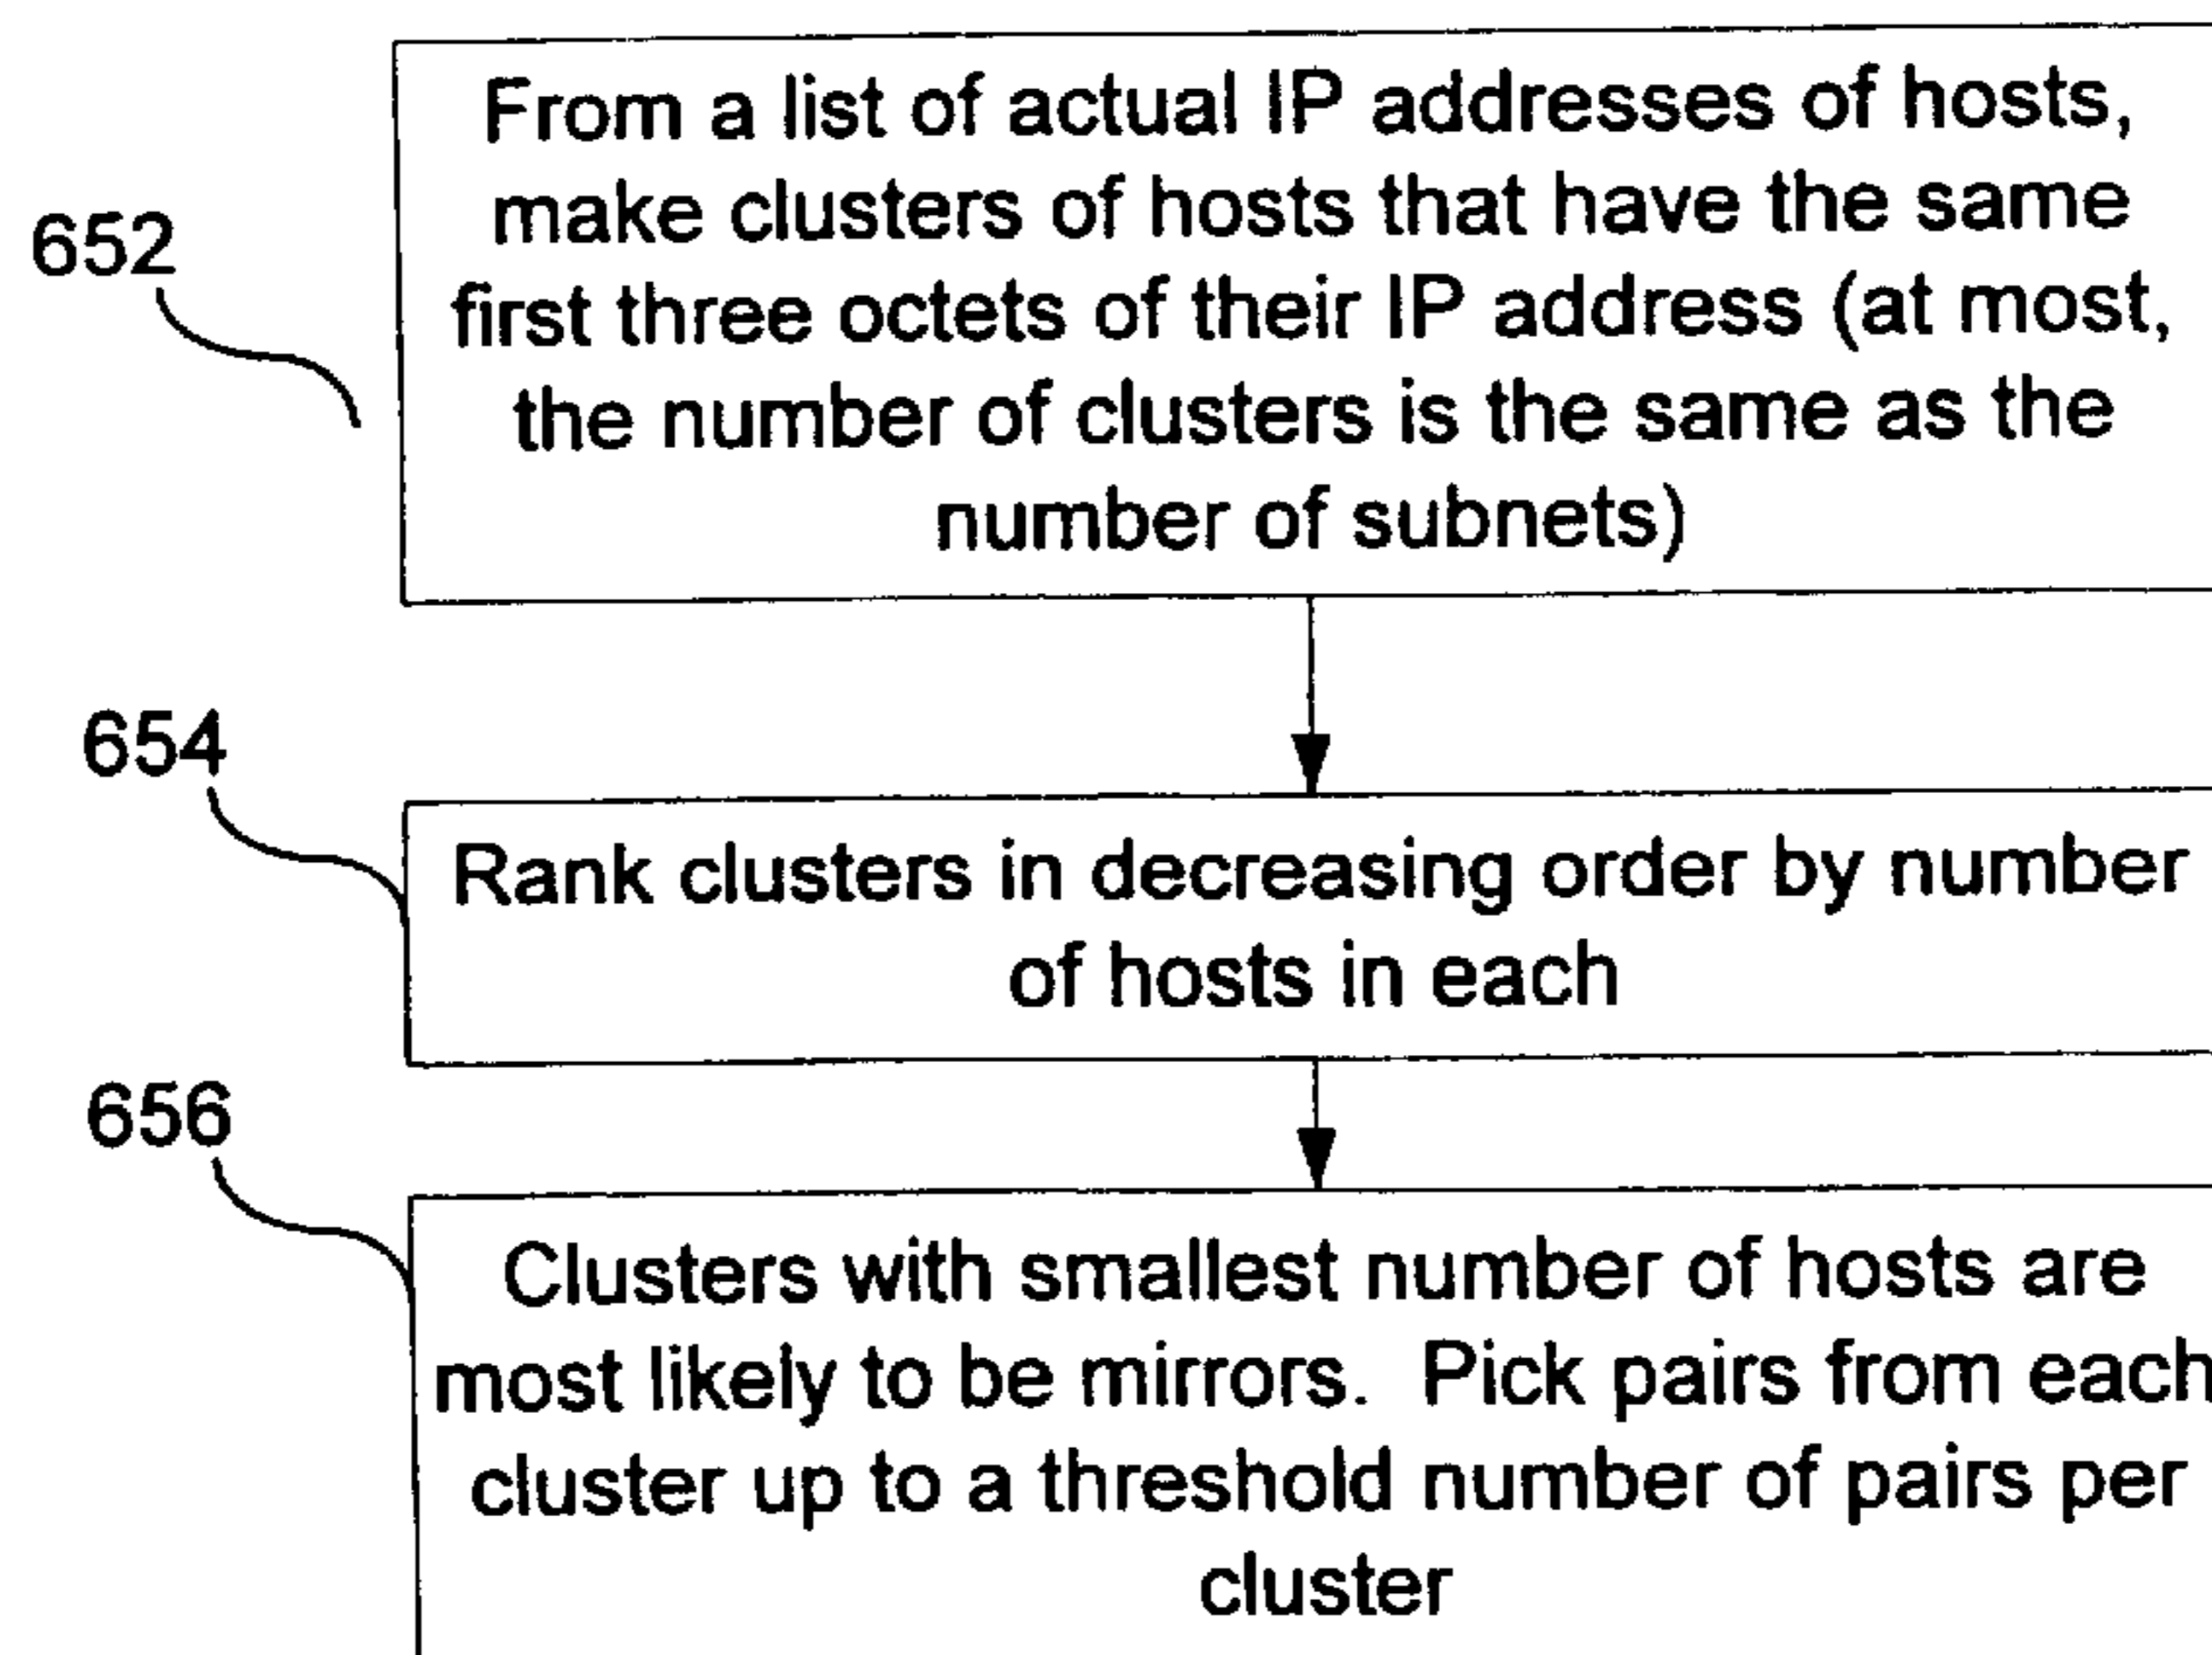 From a list of actual IP addresses of hosts,
make clusters of hosts that have the same
652
first three octets of their IP address (at most,
the number of clusters is the same as the
number of subnets)
654
Rank clusters in decreasing order by number
of hosts in each
656
Clusters with smallest number of hosts are
most likely to be mirrors. Pick pairs from each
cluster up to a threshold number of pairs per
cluster